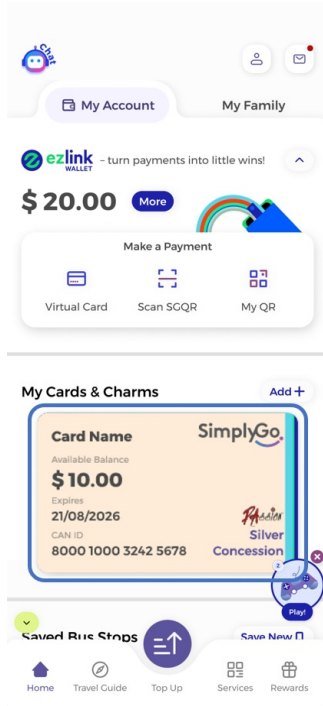 Chat
My Account
My Family
ezlink
WALLET
– turn payments into little wins!
$ 20.00
More
Make a Payment
Virtual Card
Scan SGQR
My QR
My Cards & Charms
Add +
Card Name
SimplyGo.
Available Balance
$ 10.00
Expires
21/08/2026
PAssion
CAN ID
Silver
8000 1000 3242 5678
Concession
2
Play!
Saved Bus Stops
Save New
Home
Travel Guide
Top Up
Services
Rewards